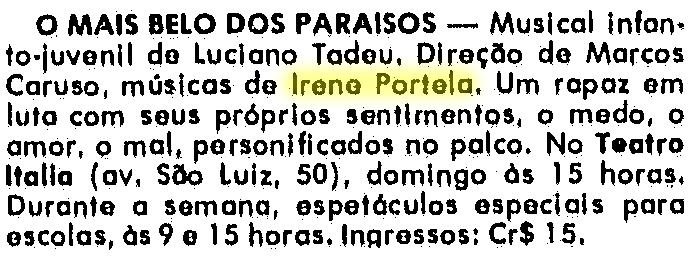 O MAIS BELO DOS PARAISOS — Musical infan-
to-juvenil de Luciano Tadeu. Direção de Marcos
Caruso, músicas de Irene Portela. Um rapaz em
luta com seus próprios sentimentos, o medo, o
amor, o mal, personificados no palco. No Teatro
Italia (av. São Luiz, 50), domingo às 15 horas.
Durante a semana, espetáculos especiais para
escolas, às 9 e 15 horas. Ingressos: Cr$ 15.